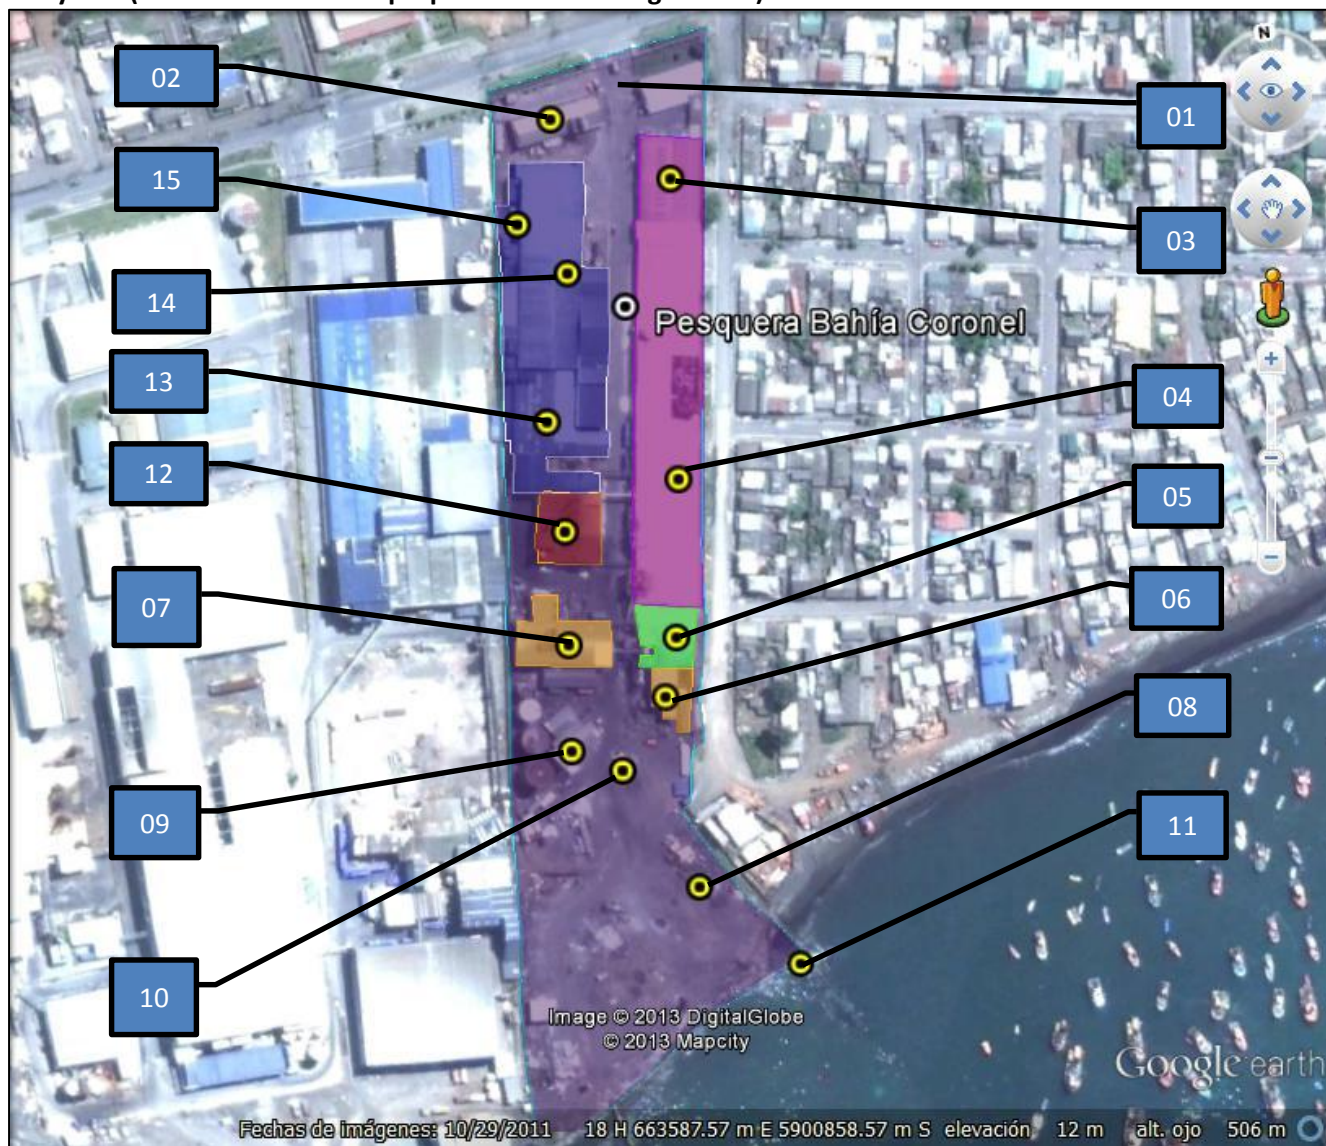 N
02
01
15
03
14
Pesquera Bahía Coronel
13
04
12
05
07
06
08
09
11
10
Image © 2013 DigitalGlobe
© 2013 Mapcity
Google earth
Fechas de imágenes: 10/29/2011 18 H 663587.57 m E 5900858.57 m S elevación 12 m alt. ojo 506 m